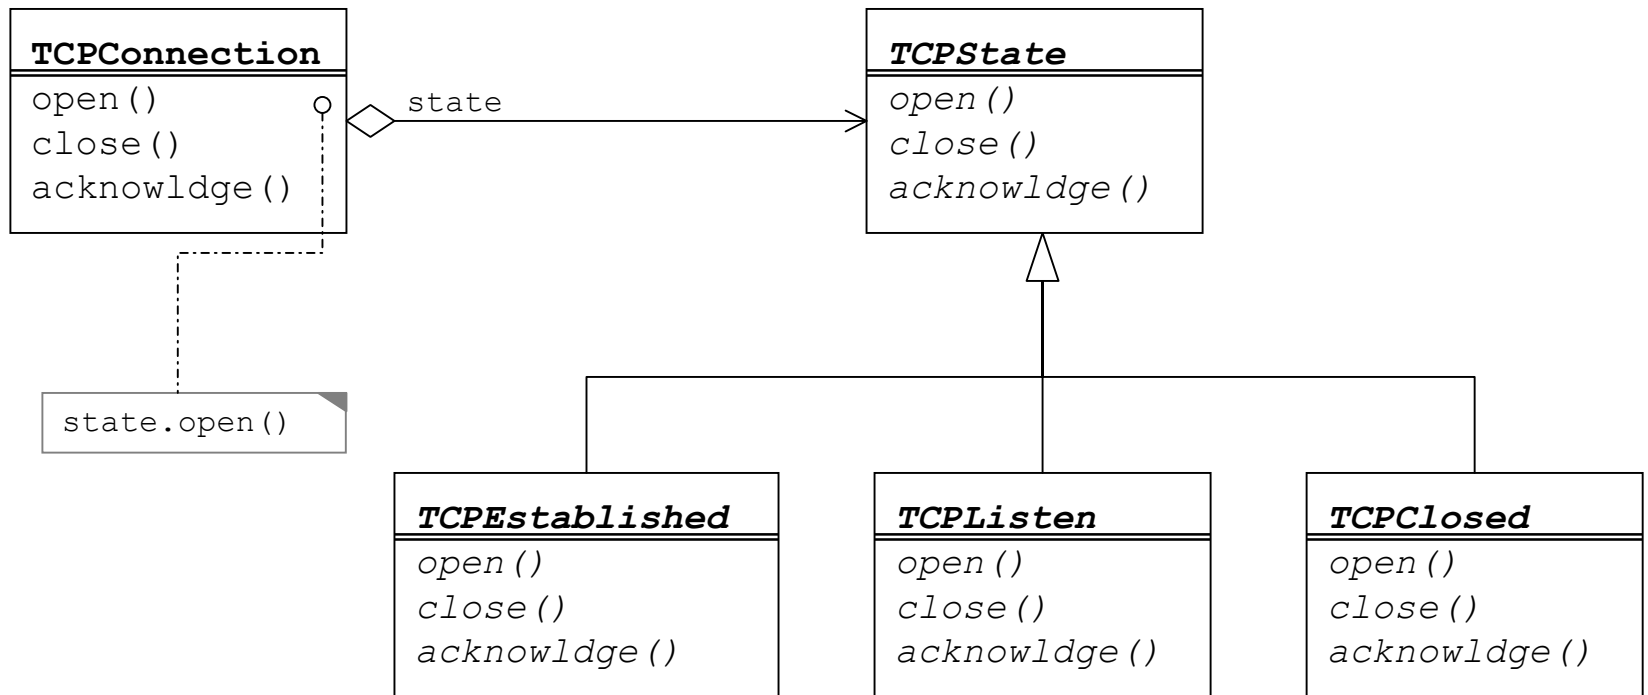 TCPConnection
open()
close()
acknowldge()
state
TCPState
open()
close()
acknowldge()
state.open()
TCPEstablished
open()
close()
acknowldge()
TCPListen
open()
close()
acknowldge()
TCPClosed
open()
close()
acknowldge()